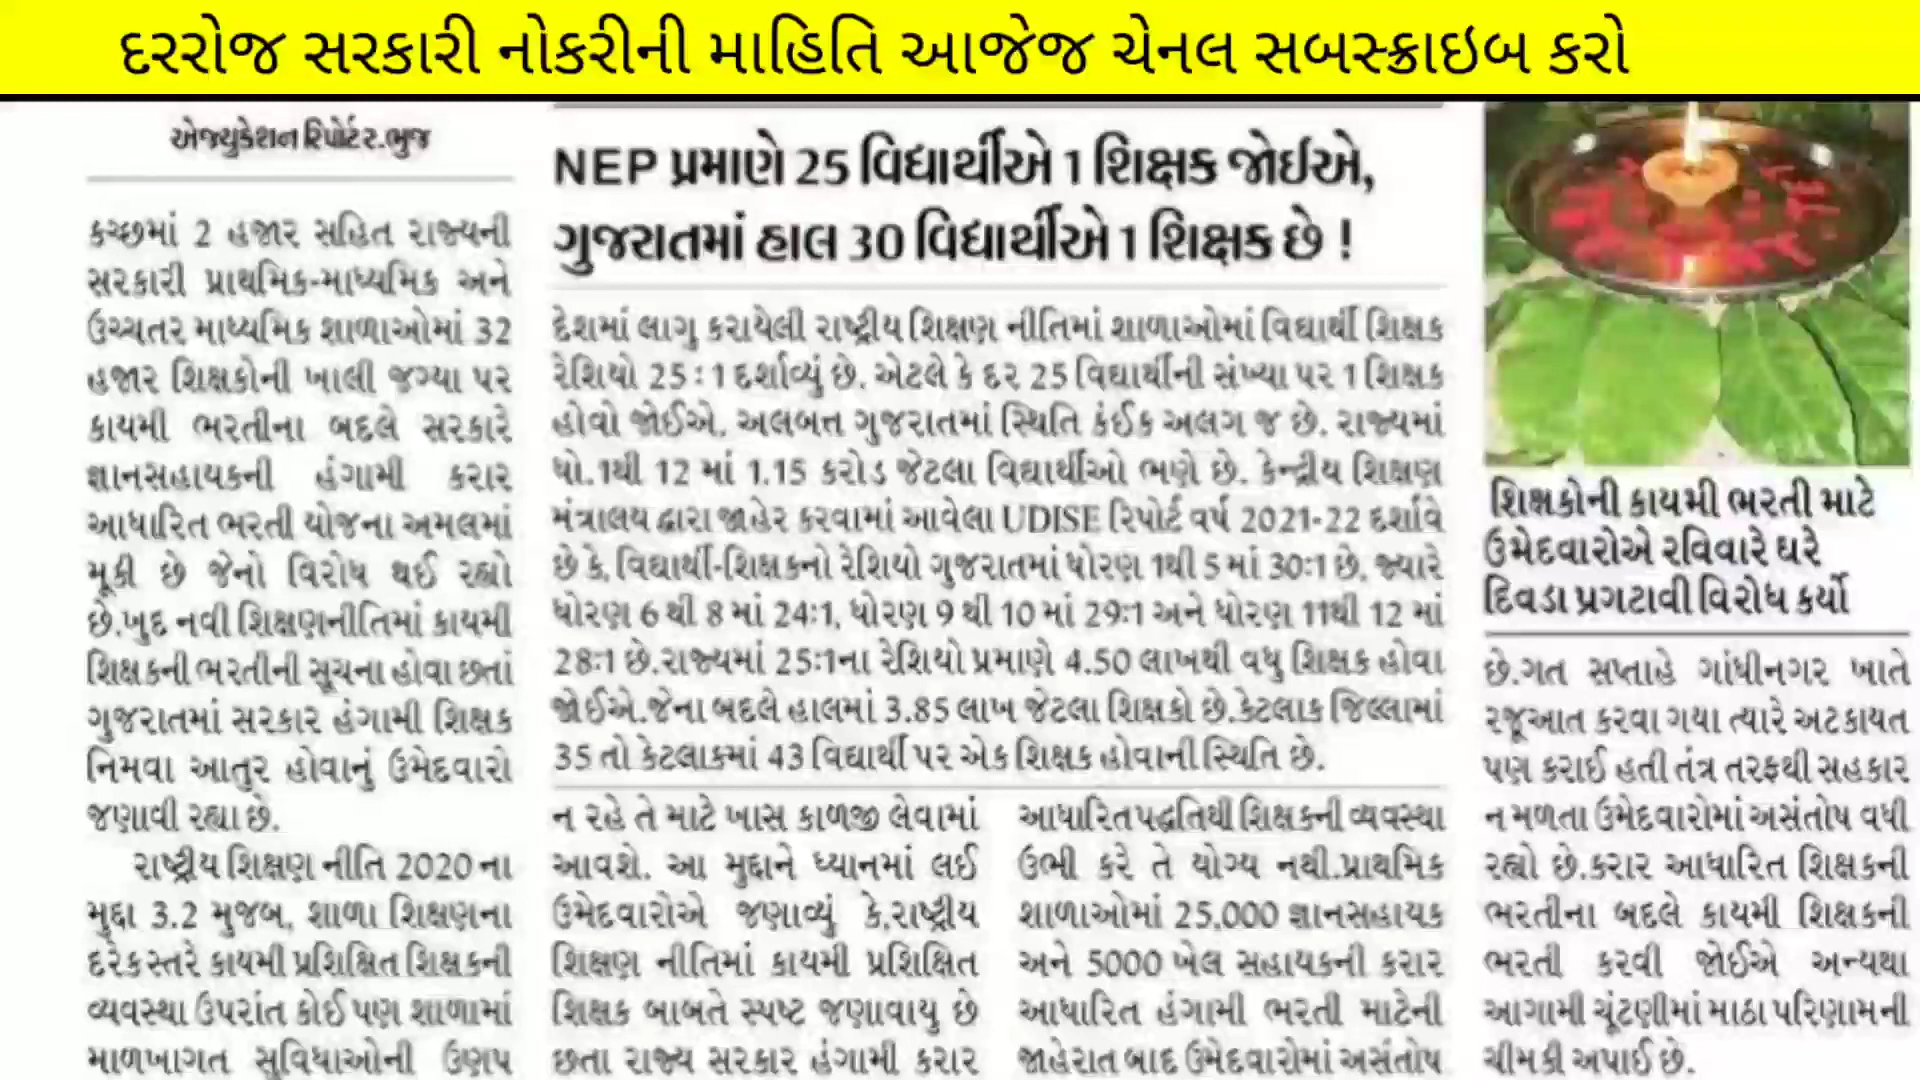 દરરોજ સરકારી નોકરીની માહિતિ આજેજ ચેનલ સબસ્ક્રાઇબ કરો
એજ્યુકેશન રિપોર્ટર.ભુજ
કચ્છમાં 2 હજાર સહિત રાજ્યની
સરકારી પ્રાથમિક-માધ્યમિક અને
ઉચ્ચતર માધ્યમિક શાળાઓમાં 32
હજાર શિક્ષકોની ખાલી જગ્યા પર
કાયમી ભરતીના બદલે સરકારે
જ્ઞાનસહાયકની હંગામી કરાર
આધારિત ભરતી યોજના અમલમાં
મૂકી છે જેનો વિરોધ થઈ રહ્યો
છે.ખુદ નવી શિક્ષણનીતિમાં કાયમી
શિક્ષકની ભરતીની સૂચના હોવા છતાં
ગુજરાતમાં સરકાર હંગામી શિક્ષક
નિમવા આતુર હોવાનું ઉમેદવારો
જણાવી રહ્યા છે.
રાષ્ટ્રીય શિક્ષણ નીતિ 2020 ના
મુદ્દા 3.2 મુજબ, શાળા શિક્ષણના
દરેક સ્તરે કાયમી પ્રશિક્ષિત શિક્ષકની
વ્યવસ્થા ઉપરાંત કોઈ પણ શાળામાં
માળખાગત સુવિધાઓની ઉણપ
NEP પ્રમાણે 25 વિદ્યાર્થીએ 1 શિક્ષક જોઈએ,
ગુજરાતમાં હાલ 30 વિદ્યાર્થીએ 1 શિક્ષક છે !
દેશમાં લાગુ કરાયેલી રાષ્ટ્રીય શિક્ષણ નીતિમાં શાળાઓમાં વિદ્યાર્થી શિક્ષક
રેશિયો 25 : 1 દર્શાવ્યું છે. એટલે કે દર 25 વિદ્યાર્થીની સંખ્યા પર 1 શિક્ષક
હોવો જોઈએ. અલબત્ત ગુજરાતમાં સ્થિતિ કંઈક અલગ જ છે. રાજ્યમાં
ધો.1થી 12 માં 1.15 કરોડ જેટલા વિદ્યાર્થીઓ ભણે છે. કેન્દ્રીય શિક્ષણ
મંત્રાલય દ્વારા જાહેર કરવામાં આવેલા UDISE રિપોર્ટ વર્ષ 2021-22 દર્શાવે
છે કે, વિદ્યાર્થી-શિક્ષકનો રેશિયો ગુજરાતમાં ધોરણ 1થી 5 માં 30:1 છે, જ્યારે
ધોરણ 6 થી 8 માં 24:1, ધોરણ 9 થી 10 માં 29:1 અને ધોરણ 11થી 12 માં
28:1 છે.રાજ્યમાં 25:1ના રેશિયો પ્રમાણે 4.50 લાખથી વધુ શિક્ષક હોવા
જોઈએ.જેના બદલે હાલમાં 3.85 લાખ જેટલા શિક્ષકો છે.કેટલાક જિલ્લામાં
35 તો કેટલાકમાં 43 વિદ્યાર્થી પર એક શિક્ષક હોવાની સ્થિતિ છે.
ન રહે તે માટે ખાસ કાળજી લેવામાં
આવશે. આ મુદ્દાને ધ્યાનમાં લઈ
ઉમેદવારોએ જણાવ્યું કે,રાષ્ટ્રીય
શિક્ષણ નીતિમાં કાયમી પ્રશિક્ષિત
શિક્ષક બાબતે સ્પષ્ટ જણાવાયુ છે
છતા રાજ્ય સરકાર હંગામી કરાર
આધારિત પદ્ધતિથી શિક્ષકની વ્યવસ્થા
ઉભી કરે તે યોગ્ય નથી.પ્રાથમિક
શાળાઓમાં 25,000 જ્ઞાનસહાયક
અને 5000 ખેલ સહાયકની કરાર
આધારિત હંગામી ભરતી માટેની
જાહેરાત બાદ ઉમેદવારોમાં અસંતોષ
શિક્ષકોની કાયમી ભરતી માટે
ઉમેદવારોએ રવિવારે ઘરે
દિવડા પ્રગટાવી વિરોધ કર્યો
છે.ગત સપ્તાહે ગાંધીનગર ખાતે
રજૂઆત કરવા ગયા ત્યારે અટકાયત
પણ કરાઈ હતી તંત્ર તરફથી સહકાર
ન મળતા ઉમેદવારોમાં અસંતોષ વધી
રહ્યો છે.કરાર આધારિત શિક્ષકની
ભરતીના બદલે કાયમી શિક્ષકની
ભરતી કરવી જોઈએ અન્યથા
આગામી ચૂંટણીમાં માઠા પરિણામની
ચીમકી અપાઈ છે.